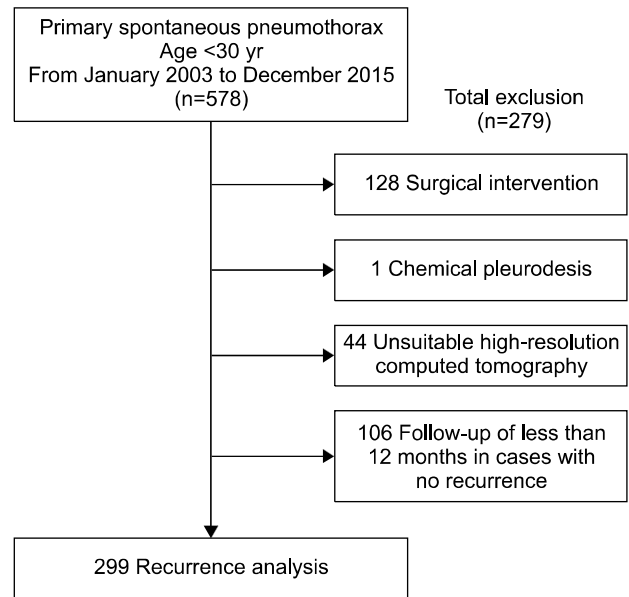 Primary spontaneous pneumothorax
Age <30 yr
From January 2003 to December 2015
(n=578)
Total exclusion
(n=279)
128 Surgical intervention
1 Chemical pleurodesis
44 Unsuitable high-resolution
computed tomography
106 Follow-up of less than
12 months in cases with
no recurrence
299 Recurrence analysis